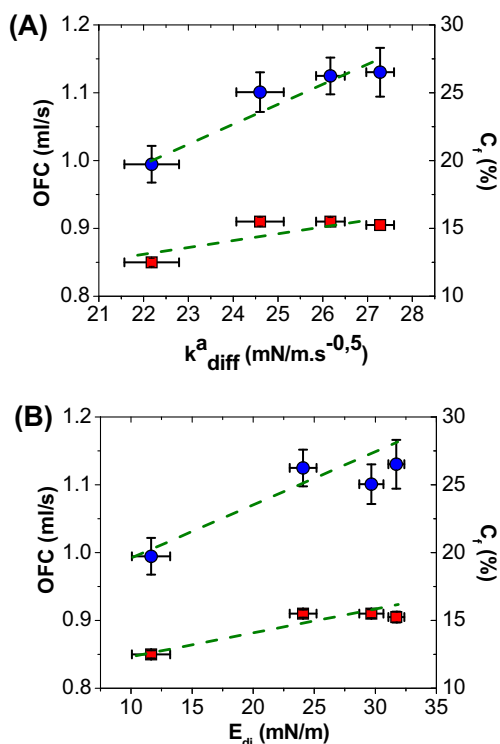 (A)
1.2
1.1
1.0
0.9
0.8
OFC (ml/s)
30
25
20
15
10
C_f (%)
21 22 23 24 25 26 27 28
k^a_diff (mN/m.s^-0,5)
(B)
1.2
1.1
1.0
0.9
0.8
OFC (ml/s)
30
25
20
15
10
C_f (%)
10 15 20 25 30 35
E_di (mN/m)